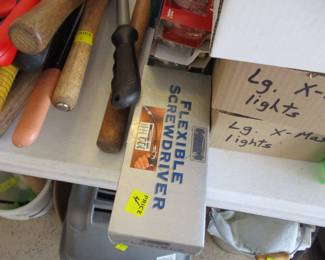 FLEXIBLE
SCREWDRIVER
PRICE
Lg. X-
lights
Lg. X-Mas
lights